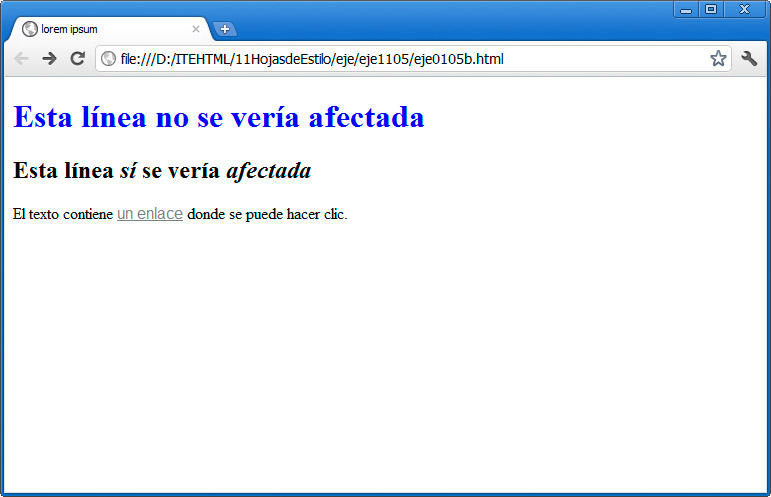 lorem ipsum
file:///D:/ITEHTML/11HojasdeEstilo/eje/eje1105/eje0105b.html
Esta línea no se vería afectada
Esta línea sí se vería afectada
El texto contiene un enlace donde se puede hacer clic.